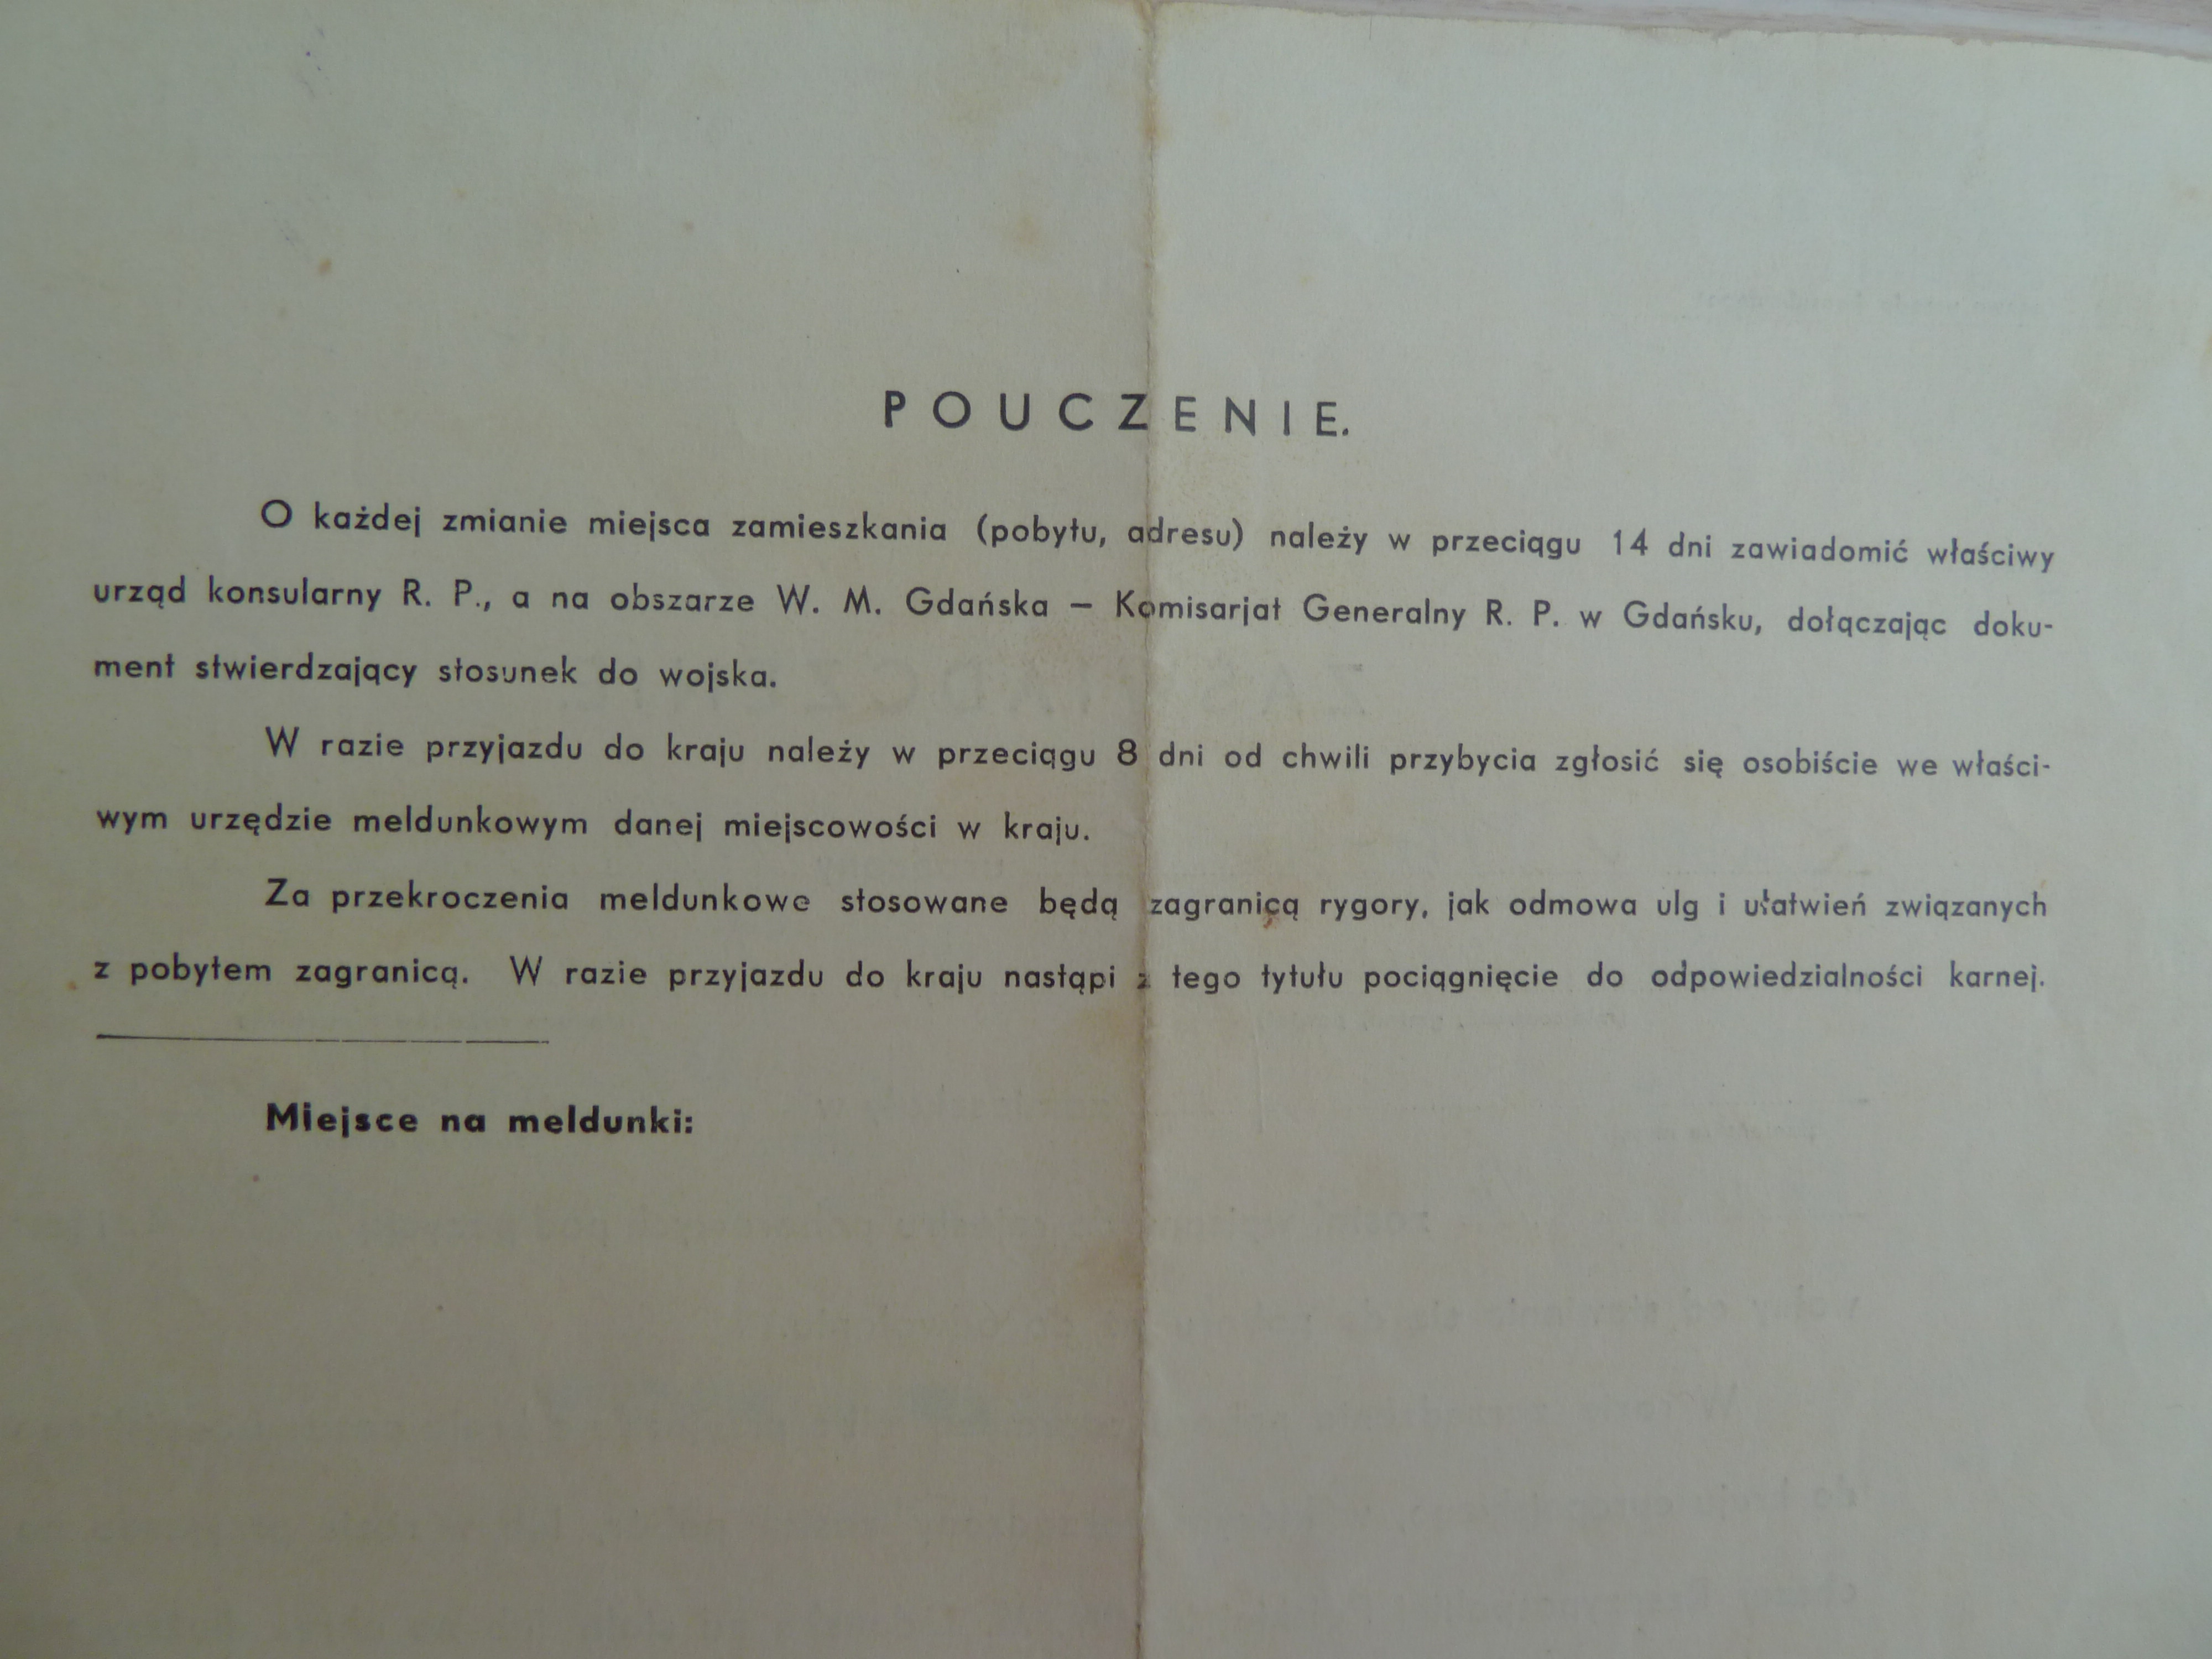 POUCZENIE.
O każdej zmianie miejsca zamieszkania (pobytu, adresu) należy w przeciągu 14 dni zawiadomić właściwy
urząd konsularny R. P., a na obszarze W. M. Gdańska — Komisarjat Generalny R. P. w Gdańsku, dołączając doku-
ment stwierdzający stosunek do wojska.
W razie przyjazdu do kraju należy w przeciągu 8 dni od chwili przybycia zgłosić się osobiście we właści-
wym urzędzie meldunkowym danej miejscowości w kraju.
Za przekroczenia meldunkowe stosowane będą zagranicą rygory, jak odmowa ulg i ułatwień związanych
z pobytem zagranicą. W razie przyjazdu do kraju nastąpi z tego tytułu pociągnięcie do odpowiedzialności karnej.
Miejsce na meldunki: